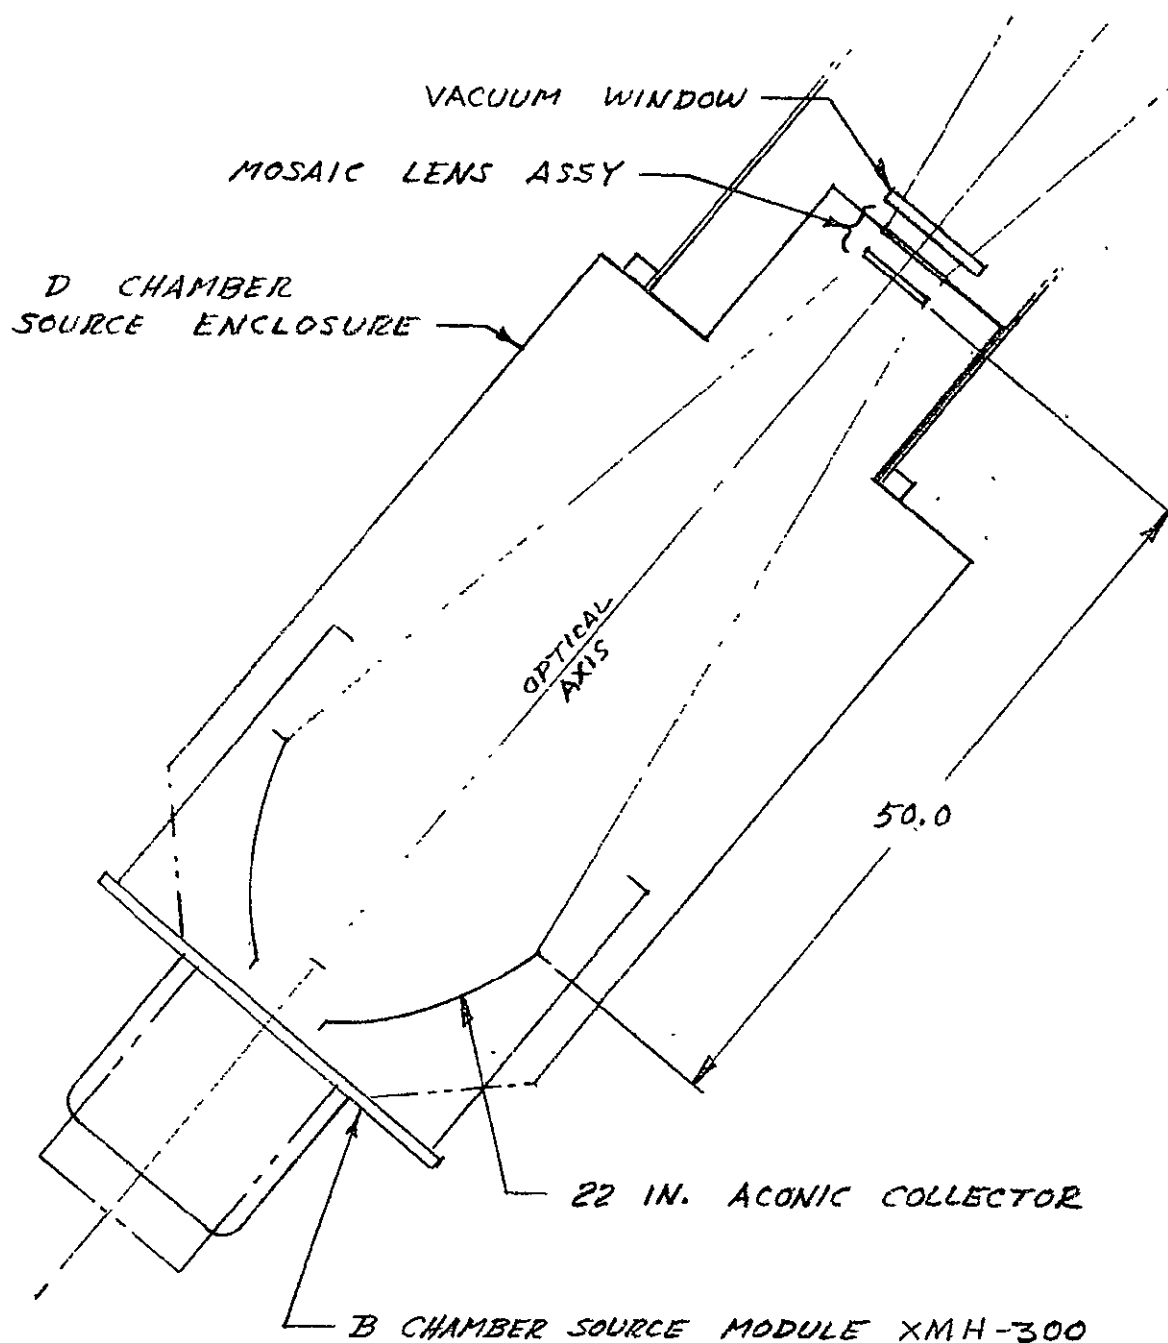 VACUUM WINDOW
MOSAIC LENS ASSY
D CHAMBER
SOURCE ENCLOSURE
OPTICAL
AXIS
50.0
22 IN. ACONIC COLLECTOR
B CHAMBER SOURCE MODULE XMH-300